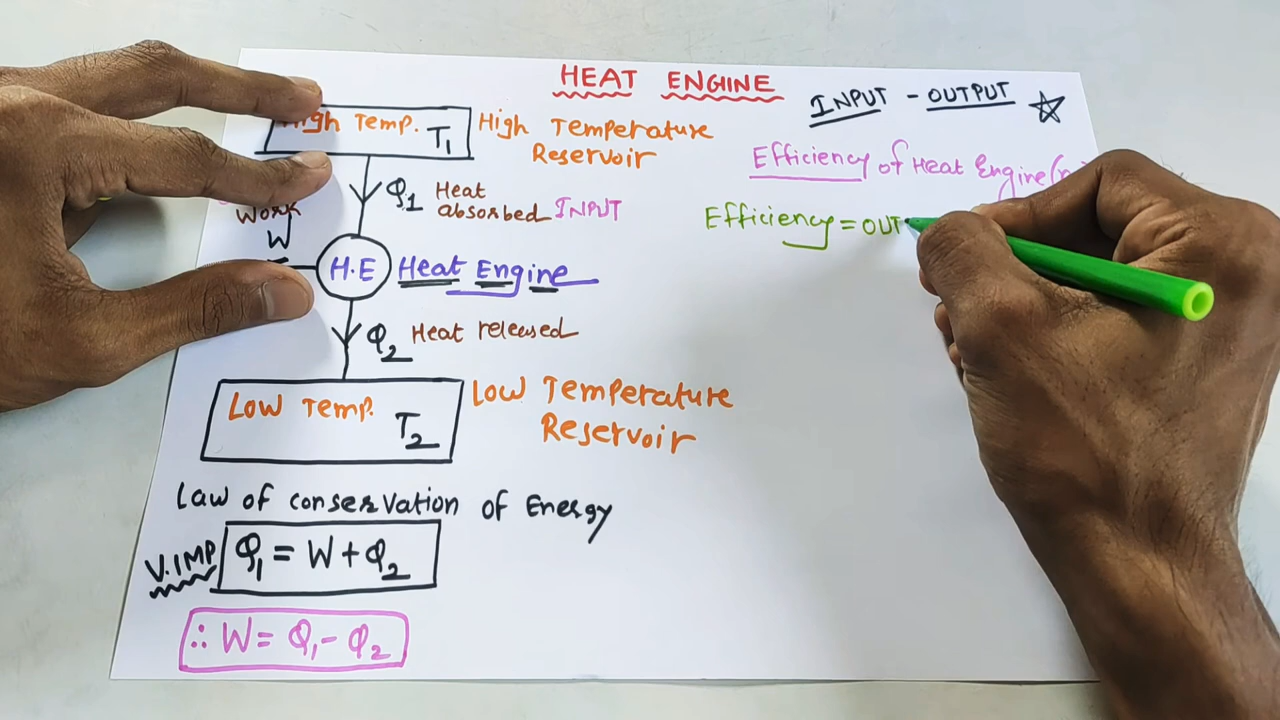 HEAT ENGINE
INPUT - OUTPUT
High Temp. T1
High Temperature
Reservoir
Efficiency of Heat Engine
Q1 Heat
absorbed INPUT
Work
W
Efficiency = OUT
H.E Heat Engine
Q2 Heat released
Low Temp. T2
Low Temperature
Reservoir
Law of conservation of Energy
V.IMP Q1 = W + Q2
∴ W = Q1 - Q2